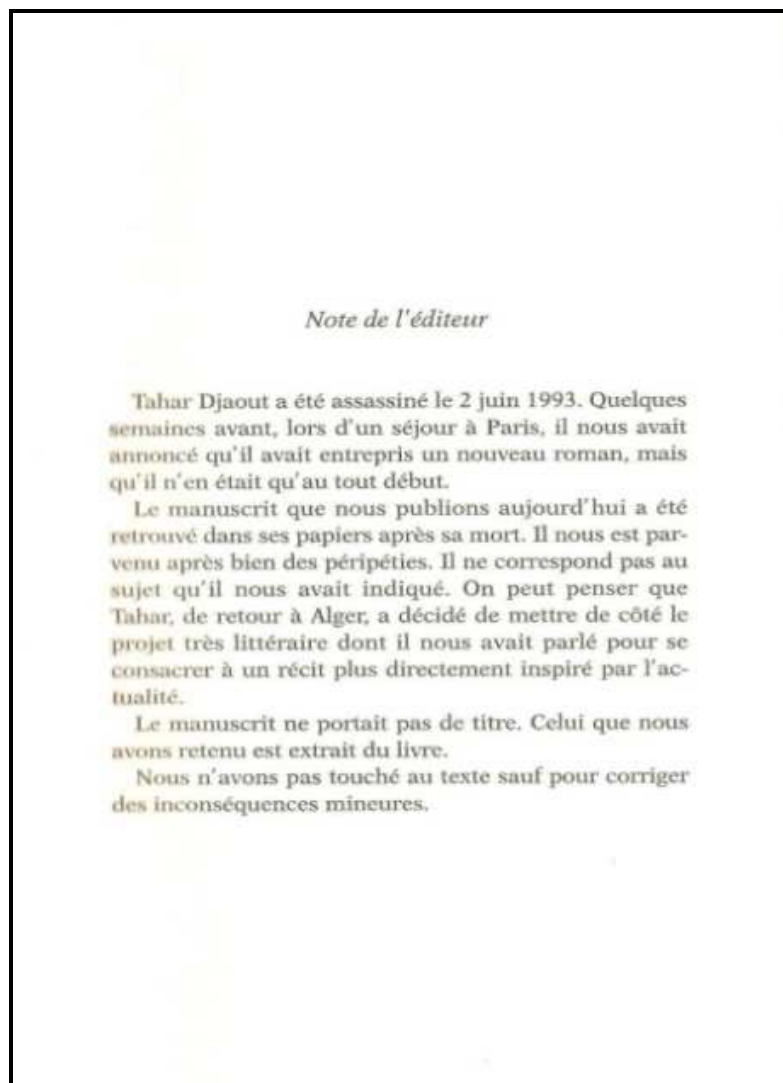 Note de l'éditeur
Tahar Djaout a été assassiné le 2 juin 1993. Quelques
semaines avant, lors d'un séjour à Paris, il nous avait
annoncé qu'il avait entrepris un nouveau roman, mais
qu'il n'en était qu'au tout début.
Le manuscrit que nous publions aujourd'hui a été
retrouvé dans ses papiers après sa mort. Il nous est par-
venu après bien des péripéties. Il ne correspond pas au
sujet qu'il nous avait indiqué. On peut penser que
Tahar, de retour à Alger, a décidé de mettre de côté le
projet très littéraire dont il nous avait parlé pour se
consacrer à un récit plus directement inspiré par l'ac-
tualité.
Le manuscrit ne portait pas de titre. Celui que nous
avons retenu est extrait du livre.
Nous n'avons pas touché au texte sauf pour corriger
des inconséquences mineures.